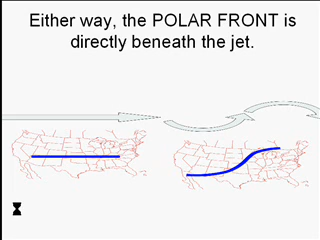 Either way, the POLAR FRONT is
directly beneath the jet.